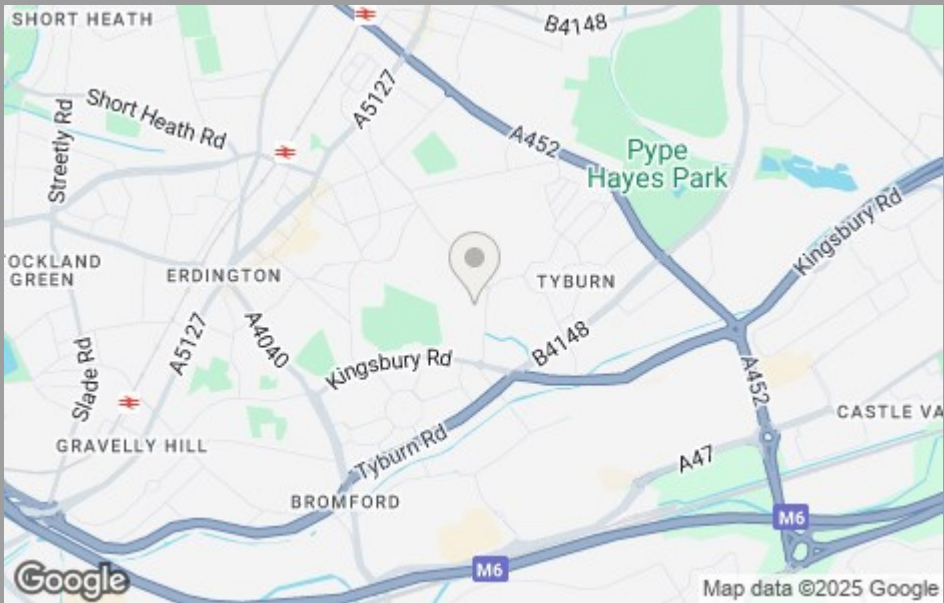 SHORT HEATH
B4148
A5127
Short Heath Rd
Streetly Rd
A452
Pype
Hayes Park
Kingsbury Rd
TOCKLAND
GREEN
ERDINGTON
TYBURN
A4040
A5127
B4148
Kingsbury Rd
Slade Rd
A452
CASTLE VA
GRAVELLY HILL
Tyburn Rd
A47
BROMFORD
M6
M6
Google
Map data ©2025 Google